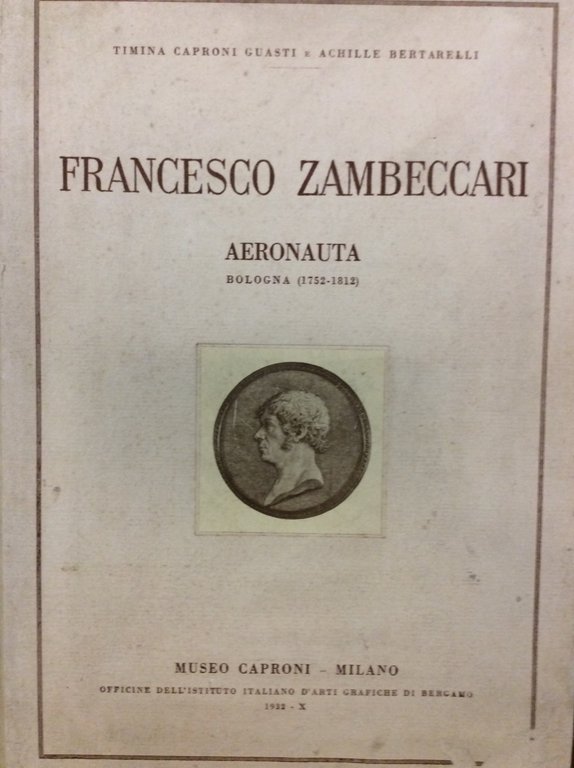 TIMINA CAPRONI GUASTI E ACHILLE BERTARELLI
FRANCESCO ZAMBECCARI
AERONAUTA
BOLOGNA (1752-1812)
MUSEO CAPRONI – MILANO
OFFICINE DELL'ISTITUTO ITALIANO D'ARTI GRAFICHE DI BERGAMO
1932 - X